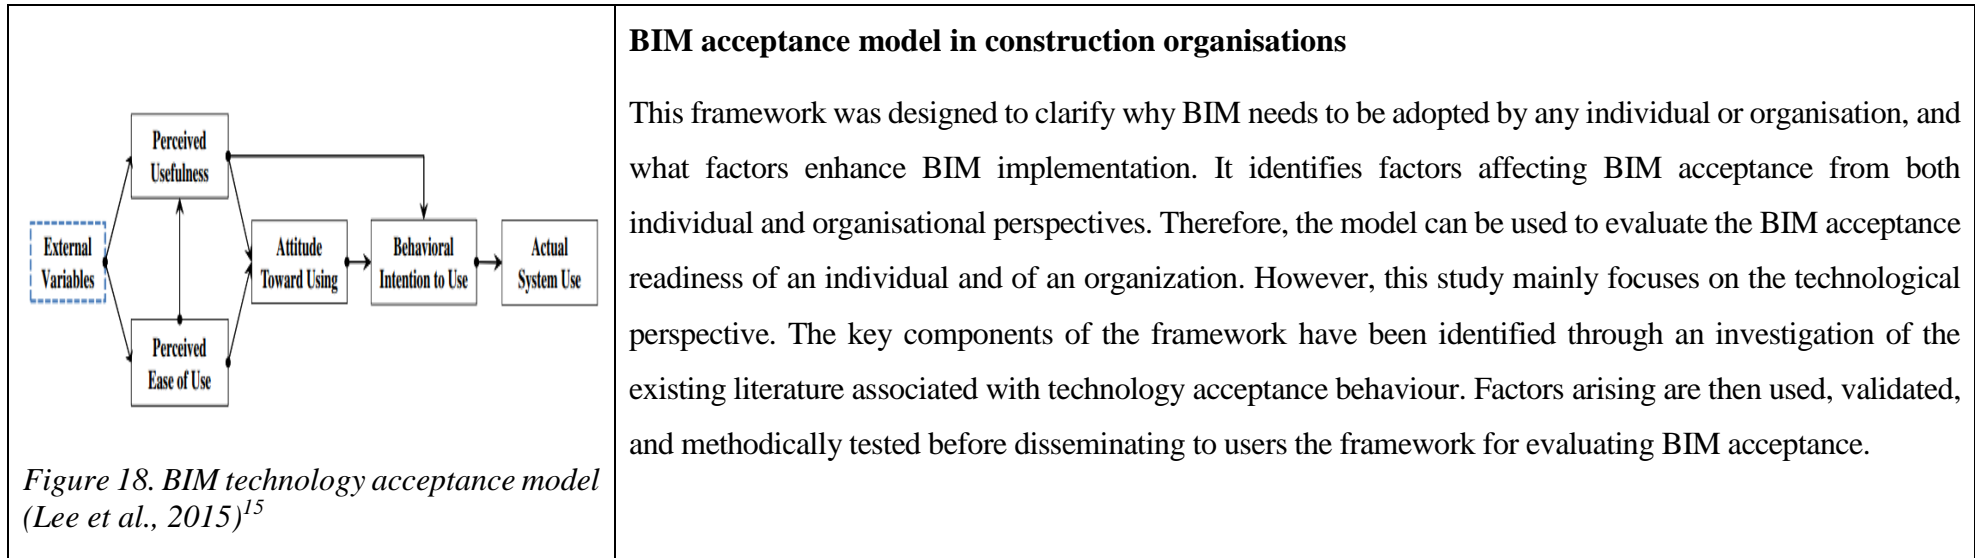 Perceived
Usefulness
External
Variables
Attitude
Toward Using
Behavioral
Intention to Use
Actual
System Use
Perceived
Ease of Use
Figure 18. BIM technology acceptance model
(Lee et al., 2015)15
BIM acceptance model in construction organisations
This framework was designed to clarify why BIM needs to be adopted by any individual or organisation, and
what factors enhance BIM implementation. It identifies factors affecting BIM acceptance from both
individual and organisational perspectives. Therefore, the model can be used to evaluate the BIM acceptance
readiness of an individual and of an organization. However, this study mainly focuses on the technological
perspective. The key components of the framework have been identified through an investigation of the
existing literature associated with technology acceptance behaviour. Factors arising are then used, validated,
and methodically tested before disseminating to users the framework for evaluating BIM acceptance.